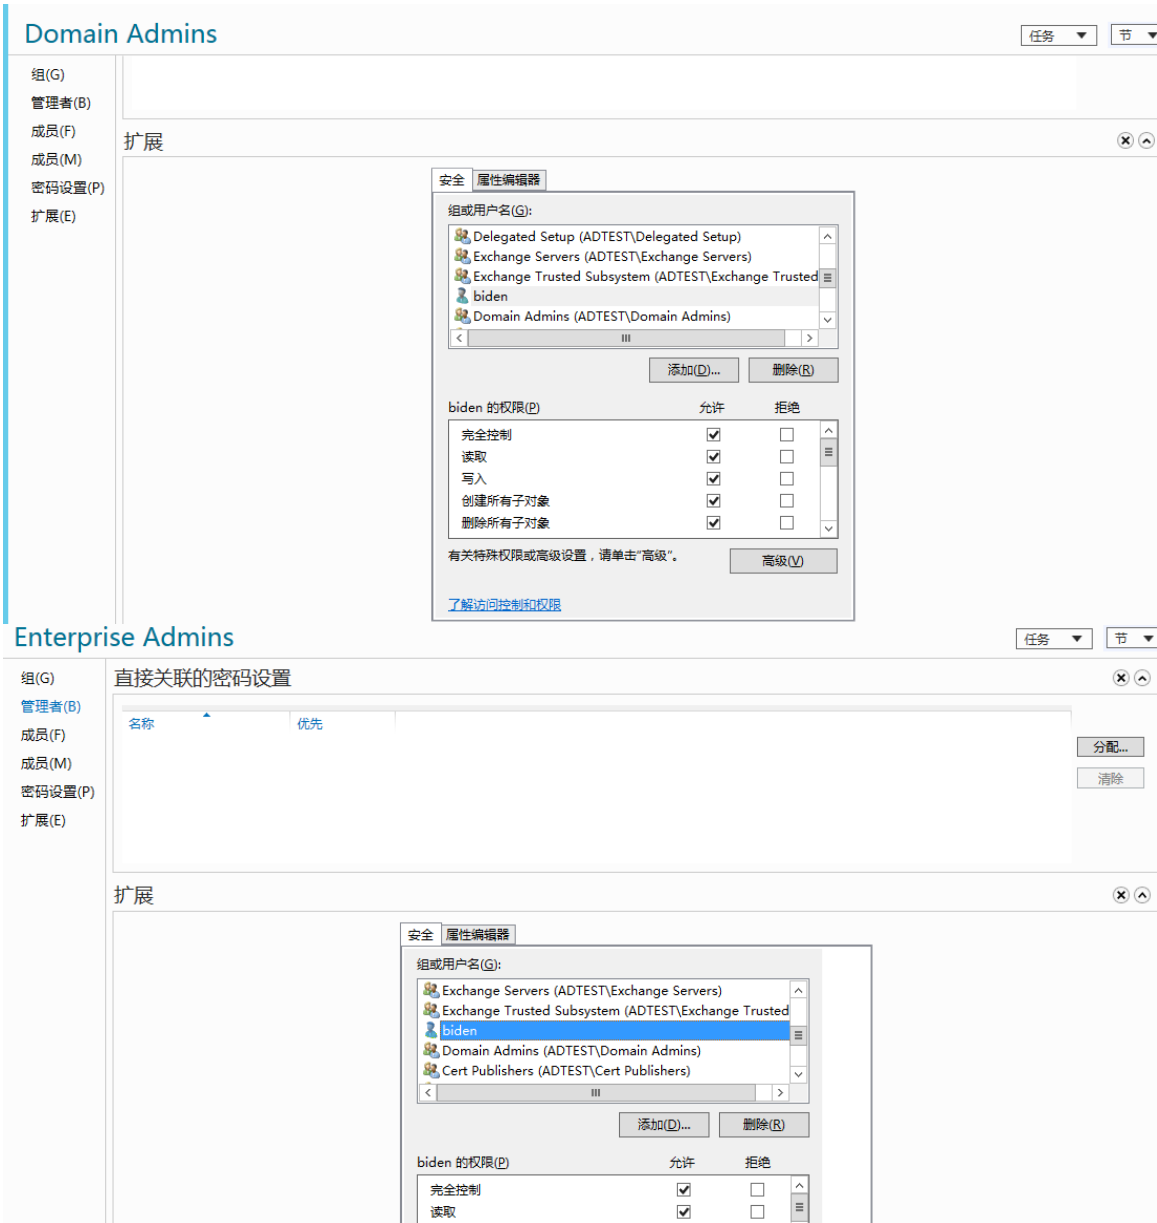 Domain Admins
任务
节
组(G)
管理者(B)
成员(F)
成员(M)
密码设置(P)
扩展(E)
扩展
安全 属性编辑器
组或用户名(G):
Delegated Setup (ADTEST\Delegated Setup)
Exchange Servers (ADTEST\Exchange Servers)
Exchange Trusted Subsystem (ADTEST\Exchange Trusted
biden
Domain Admins (ADTEST\Domain Admins)
添加(D)... 删除(R)
biden 的权限(P) 允许 拒绝
完全控制
读取
写入
创建所有子对象
删除所有子对象
有关特殊权限或高级设置，请单击"高级"。 高级(V)
了解访问控制和权限
Enterprise Admins
任务
节
组(G)
管理者(B)
成员(F)
成员(M)
密码设置(P)
扩展(E)
直接关联的密码设置
名称 优先
分配...
清除
扩展
安全 属性编辑器
组或用户名(G):
Exchange Servers (ADTEST\Exchange Servers)
Exchange Trusted Subsystem (ADTEST\Exchange Trusted
biden
Domain Admins (ADTEST\Domain Admins)
Cert Publishers (ADTEST\Cert Publishers)
添加(D)... 删除(R)
biden 的权限(P) 允许 拒绝
完全控制
读取